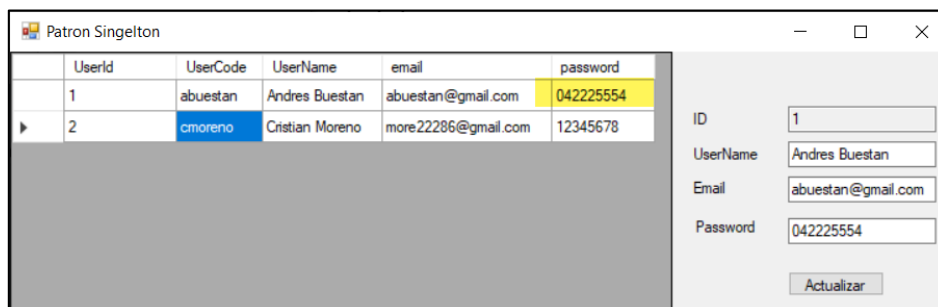 Patron Singelton
UserId UserCode UserName email password
1 abuestan Andres Buestan abuestan@gmail.com 042225554
2 cmoreno Cristian Moreno more22286@gmail.com 12345678
ID 1
UserName Andres Buestan
Email abuestan@gmail.com
Password 042225554
Actualizar